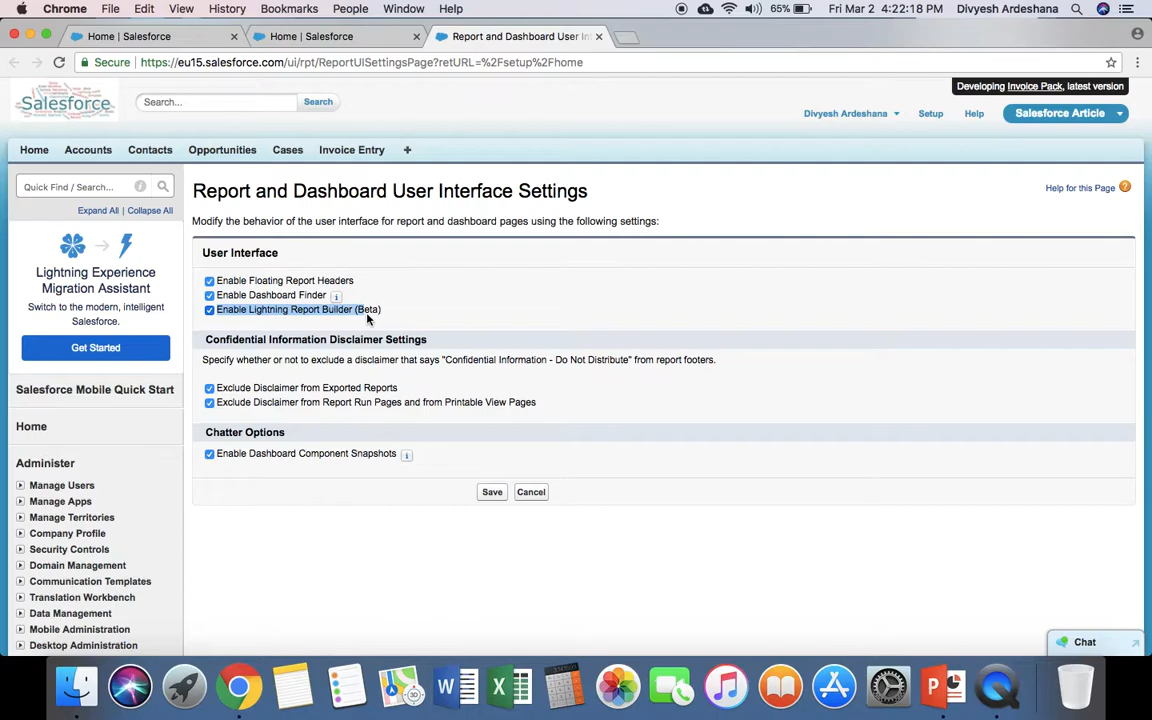 Chrome File Edit View History Bookmarks People Window Help 65% Fri Mar 2 4:22:18 PM Divyesh Ardeshana
Home | Salesforce Home | Salesforce Report and Dashboard User In
Secure https://eu15.salesforce.com/ui/rpt/ReportUISettingsPage?retURL=%2Fsetup%2Fhome
Developing Invoice Pack, latest version
Salesforce Search... Search
Divyesh Ardeshana Setup Help Salesforce Article
Home Accounts Contacts Opportunities Cases Invoice Entry +
Quick Find / Search...
Expand All | Collapse All
Lightning Experience
Migration Assistant
Switch to the modern, intelligent
Salesforce.
Get Started
Salesforce Mobile Quick Start
Home
Administer
Manage Users
Manage Apps
Manage Territories
Company Profile
Security Controls
Domain Management
Communication Templates
Translation Workbench
Data Management
Mobile Administration
Desktop Administration
Report and Dashboard User Interface Settings
Help for this Page ?
Modify the behavior of the user interface for report and dashboard pages using the following settings:
User Interface
Enable Floating Report Headers
Enable Dashboard Finder i
Enable Lightning Report Builder (Beta)
Confidential Information Disclaimer Settings
Specify whether or not to exclude a disclaimer that says "Confidential Information - Do Not Distribute" from report footers.
Exclude Disclaimer from Exported Reports
Exclude Disclaimer from Report Run Pages and from Printable View Pages
Chatter Options
Enable Dashboard Component Snapshots i
Save Cancel
Chat